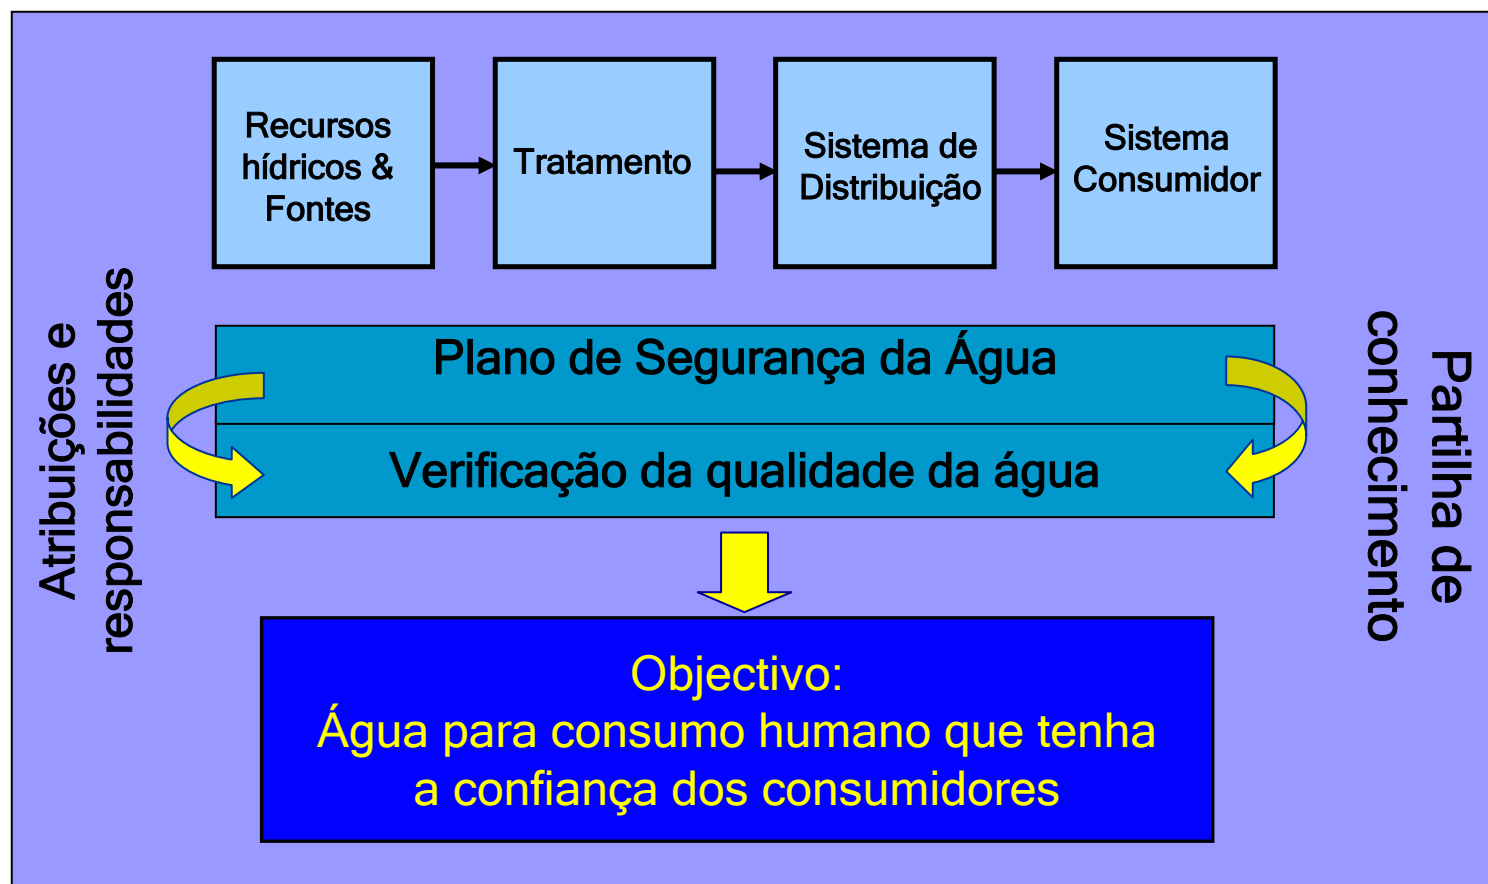 Recursos
hídricos &
Fontes
Tratamento
Sistema de
Distribuição
Sistema
Consumidor
Atribuições e
responsabilidades
Plano de Segurança da Água
Verificação da qualidade da água
Partilha de
conhecimento
Objectivo:
Água para consumo humano que tenha
a confiança dos consumidores